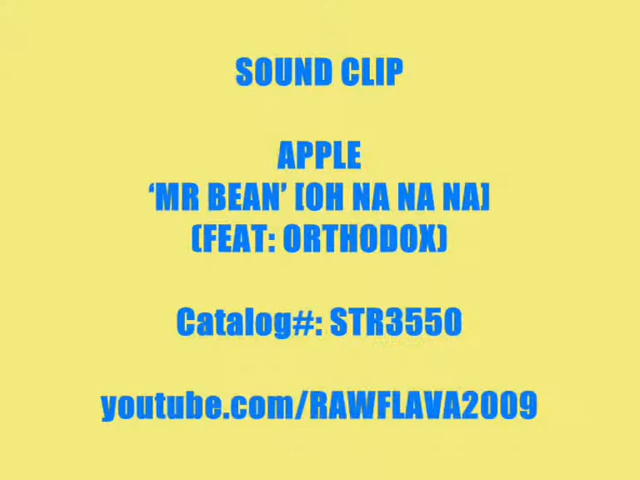 SOUND CLIP
APPLE
‘MR BEAN’ [OH NA NA NA]
(FEAT: ORTHODOX)
Catalog#: STR3550
youtube.com/RAWFLAVA2009